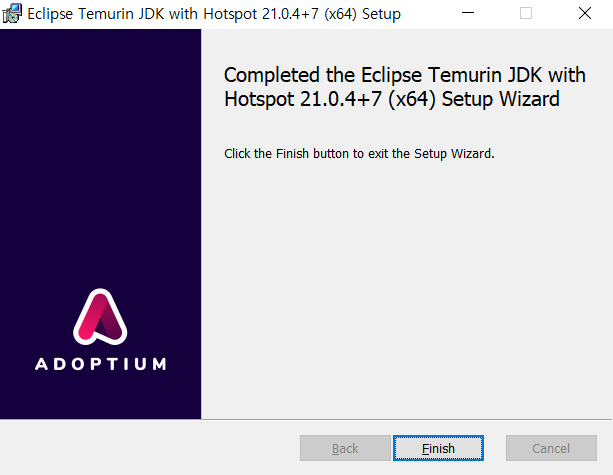 Eclipse Temurin JDK with Hotspot 21.0.4+7 (x64) Setup
Completed the Eclipse Temurin JDK with
Hotspot 21.0.4+7 (x64) Setup Wizard
Click the Finish button to exit the Setup Wizard.
ADOPTIUM
Back
Finish
Cancel